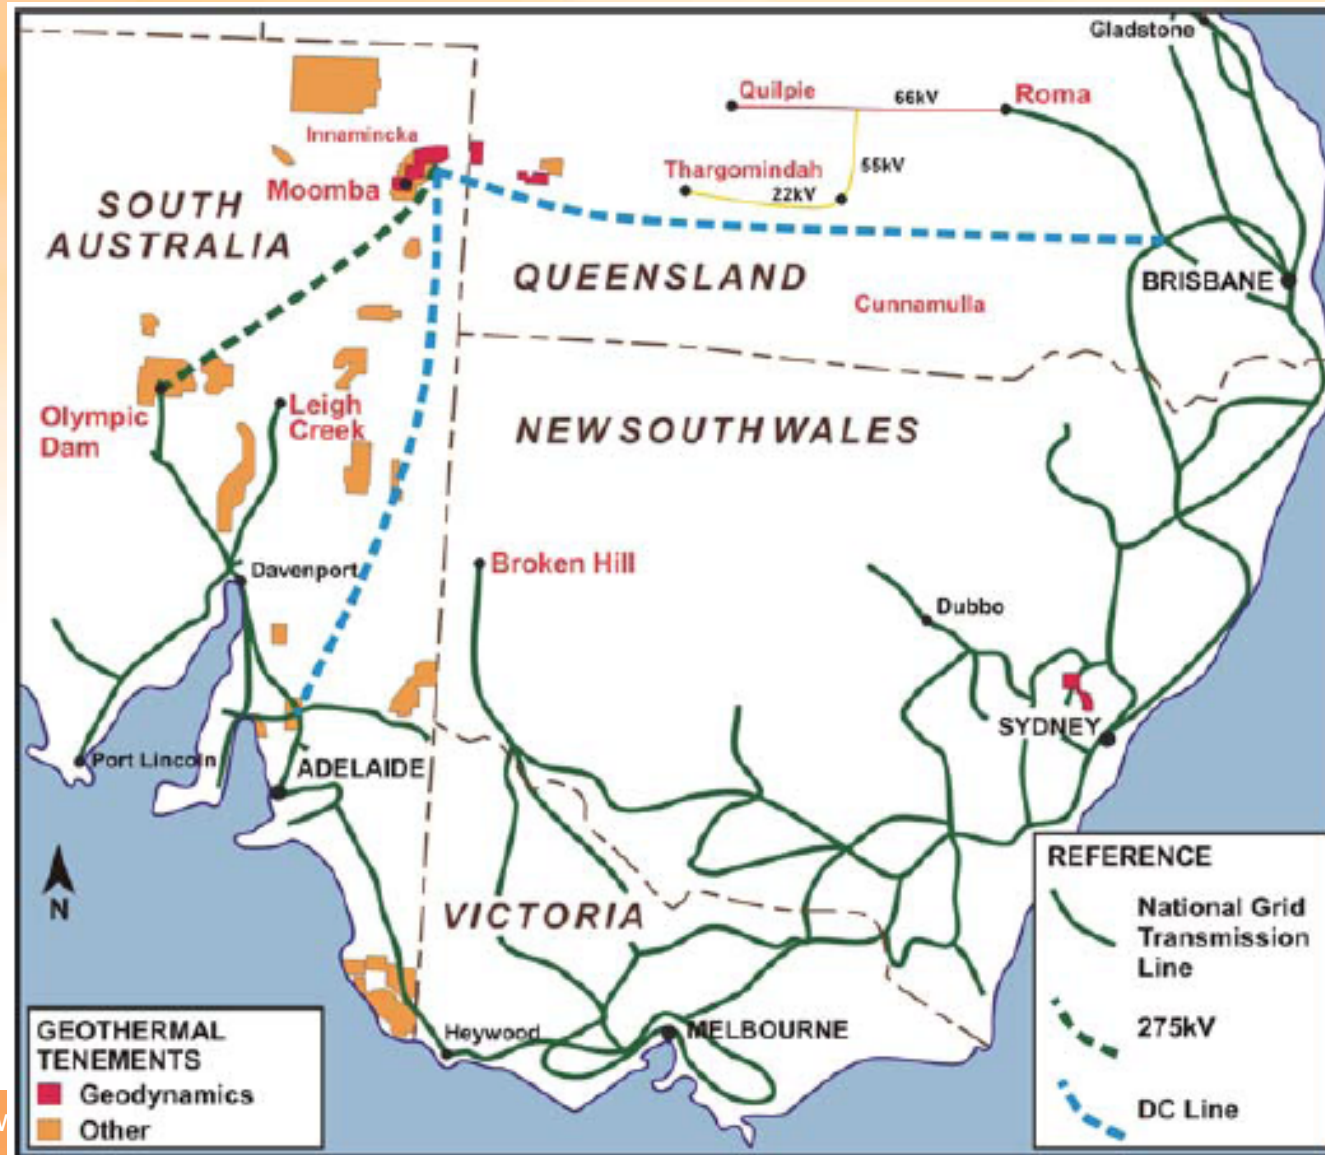 Gladstone
Quilpie
66kV
Roma
Innamincka
Thargomindah
55kV
Moomba
22kV
SOUTH
AUSTRALIA
QUEENSLAND
BRISBANE
Cunnamulla
Olympic
Dam
Leigh
Creek
NEW SOUTH WALES
Davenport
Broken Hill
Dubbo
SYDNEY
Port Lincoln
ADELAIDE
N
VICTORIA
Heywood
MELBOURNE
REFERENCE
National Grid
Transmission
Line
275kV
DC Line
GEOTHERMAL
TENEMENTS
Geodynamics
Other